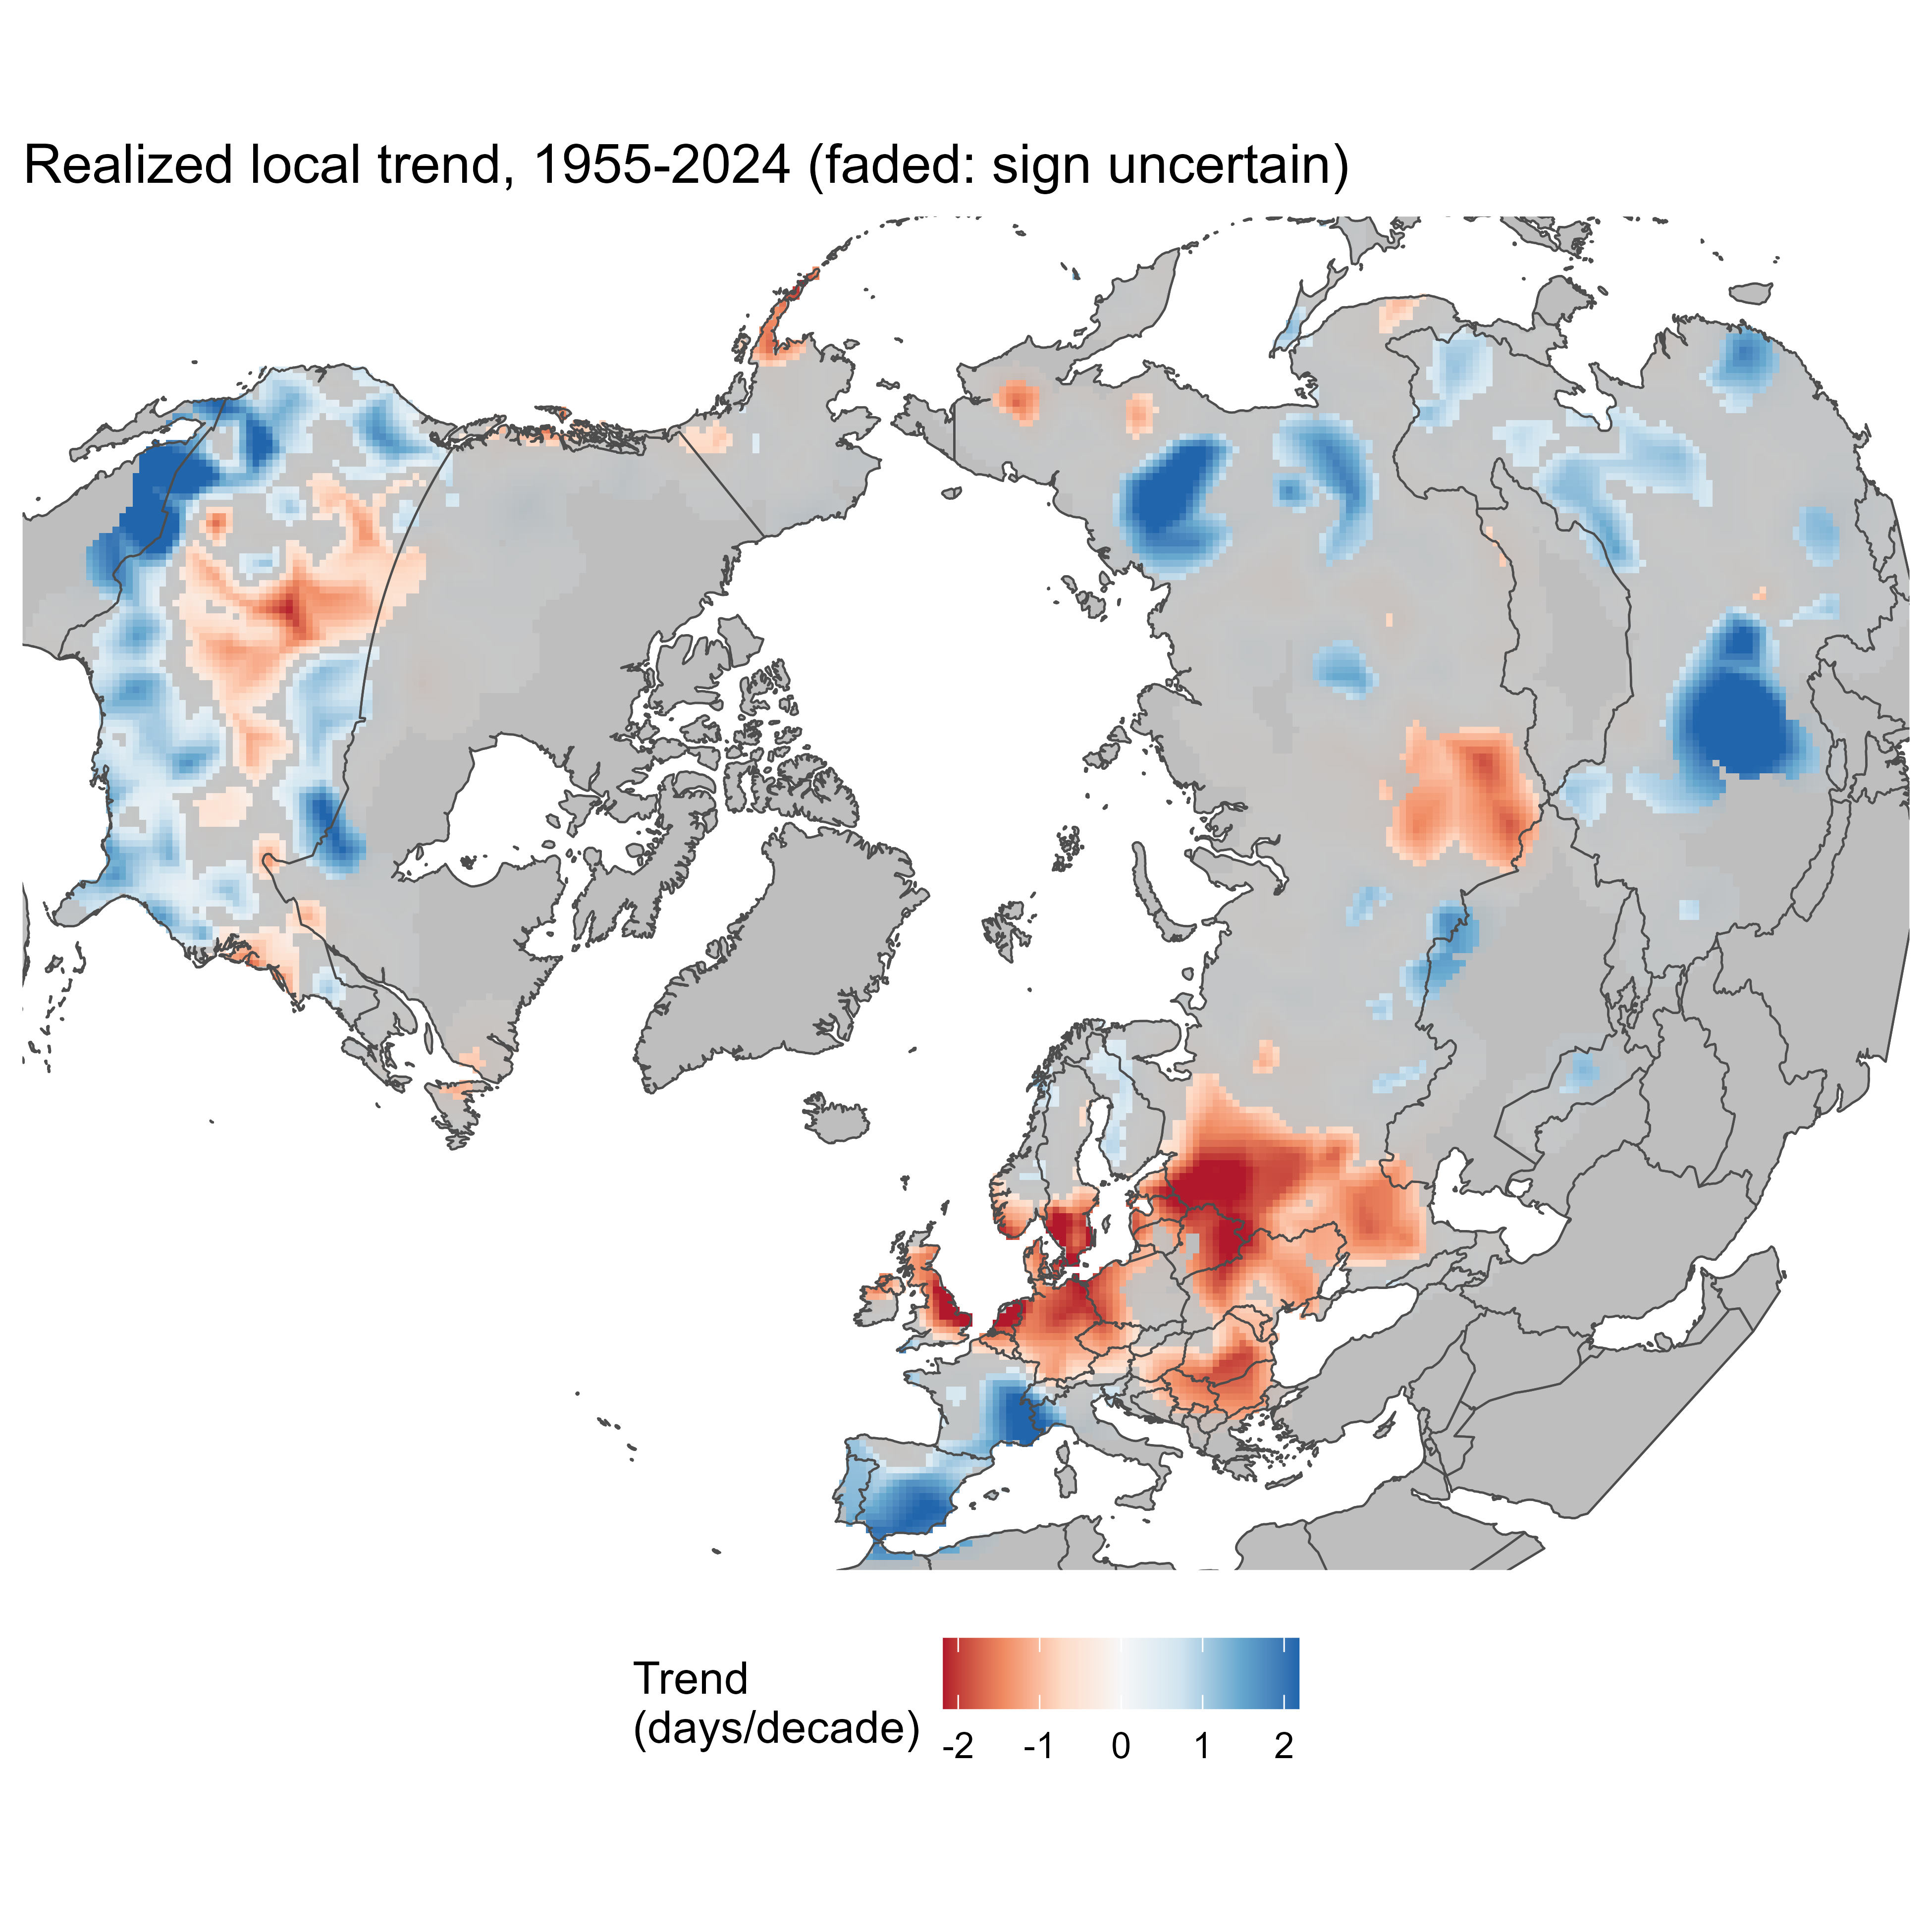 Realized local trend, 1955-2024 (faded: sign uncertain)
Trend
(days/decade)
-2 -1 0 1 2